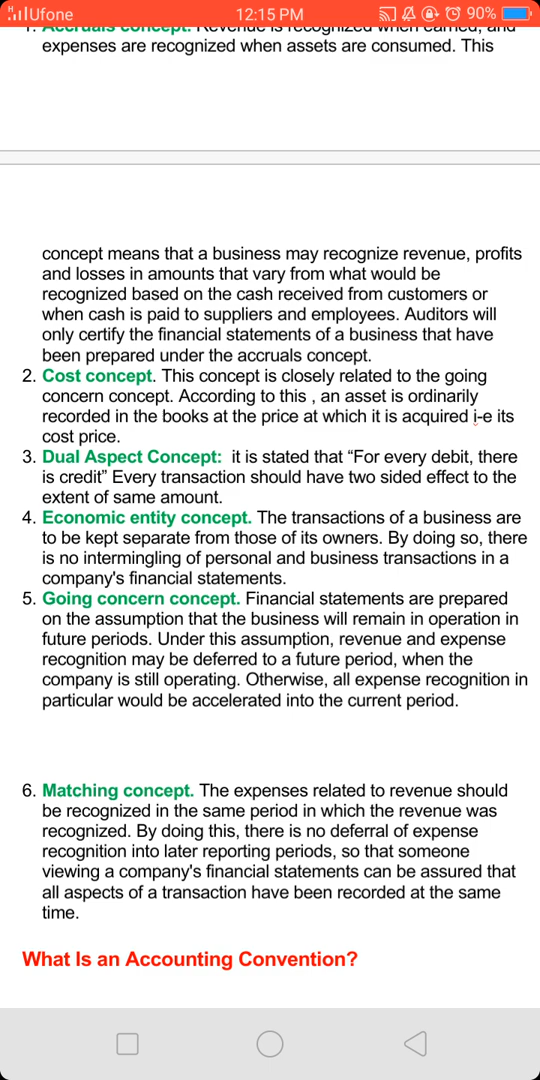 Ufone 12:15 PM 90%
1. Accruals concept. Revenue is recognized when earned, and
expenses are recognized when assets are consumed. This
concept means that a business may recognize revenue, profits
and losses in amounts that vary from what would be
recognized based on the cash received from customers or
when cash is paid to suppliers and employees. Auditors will
only certify the financial statements of a business that have
been prepared under the accruals concept.
2. Cost concept. This concept is closely related to the going
concern concept. According to this , an asset is ordinarily
recorded in the books at the price at which it is acquired i-e its
cost price.
3. Dual Aspect Concept:  it is stated that “For every debit, there
is credit” Every transaction should have two sided effect to the
extent of same amount.
4. Economic entity concept. The transactions of a business are
to be kept separate from those of its owners. By doing so, there
is no intermingling of personal and business transactions in a
company's financial statements.
5. Going concern concept. Financial statements are prepared
on the assumption that the business will remain in operation in
future periods. Under this assumption, revenue and expense
recognition may be deferred to a future period, when the
company is still operating. Otherwise, all expense recognition in
particular would be accelerated into the current period.
6. Matching concept. The expenses related to revenue should
be recognized in the same period in which the revenue was
recognized. By doing this, there is no deferral of expense
recognition into later reporting periods, so that someone
viewing a company's financial statements can be assured that
all aspects of a transaction have been recorded at the same
time.
What Is an Accounting Convention?